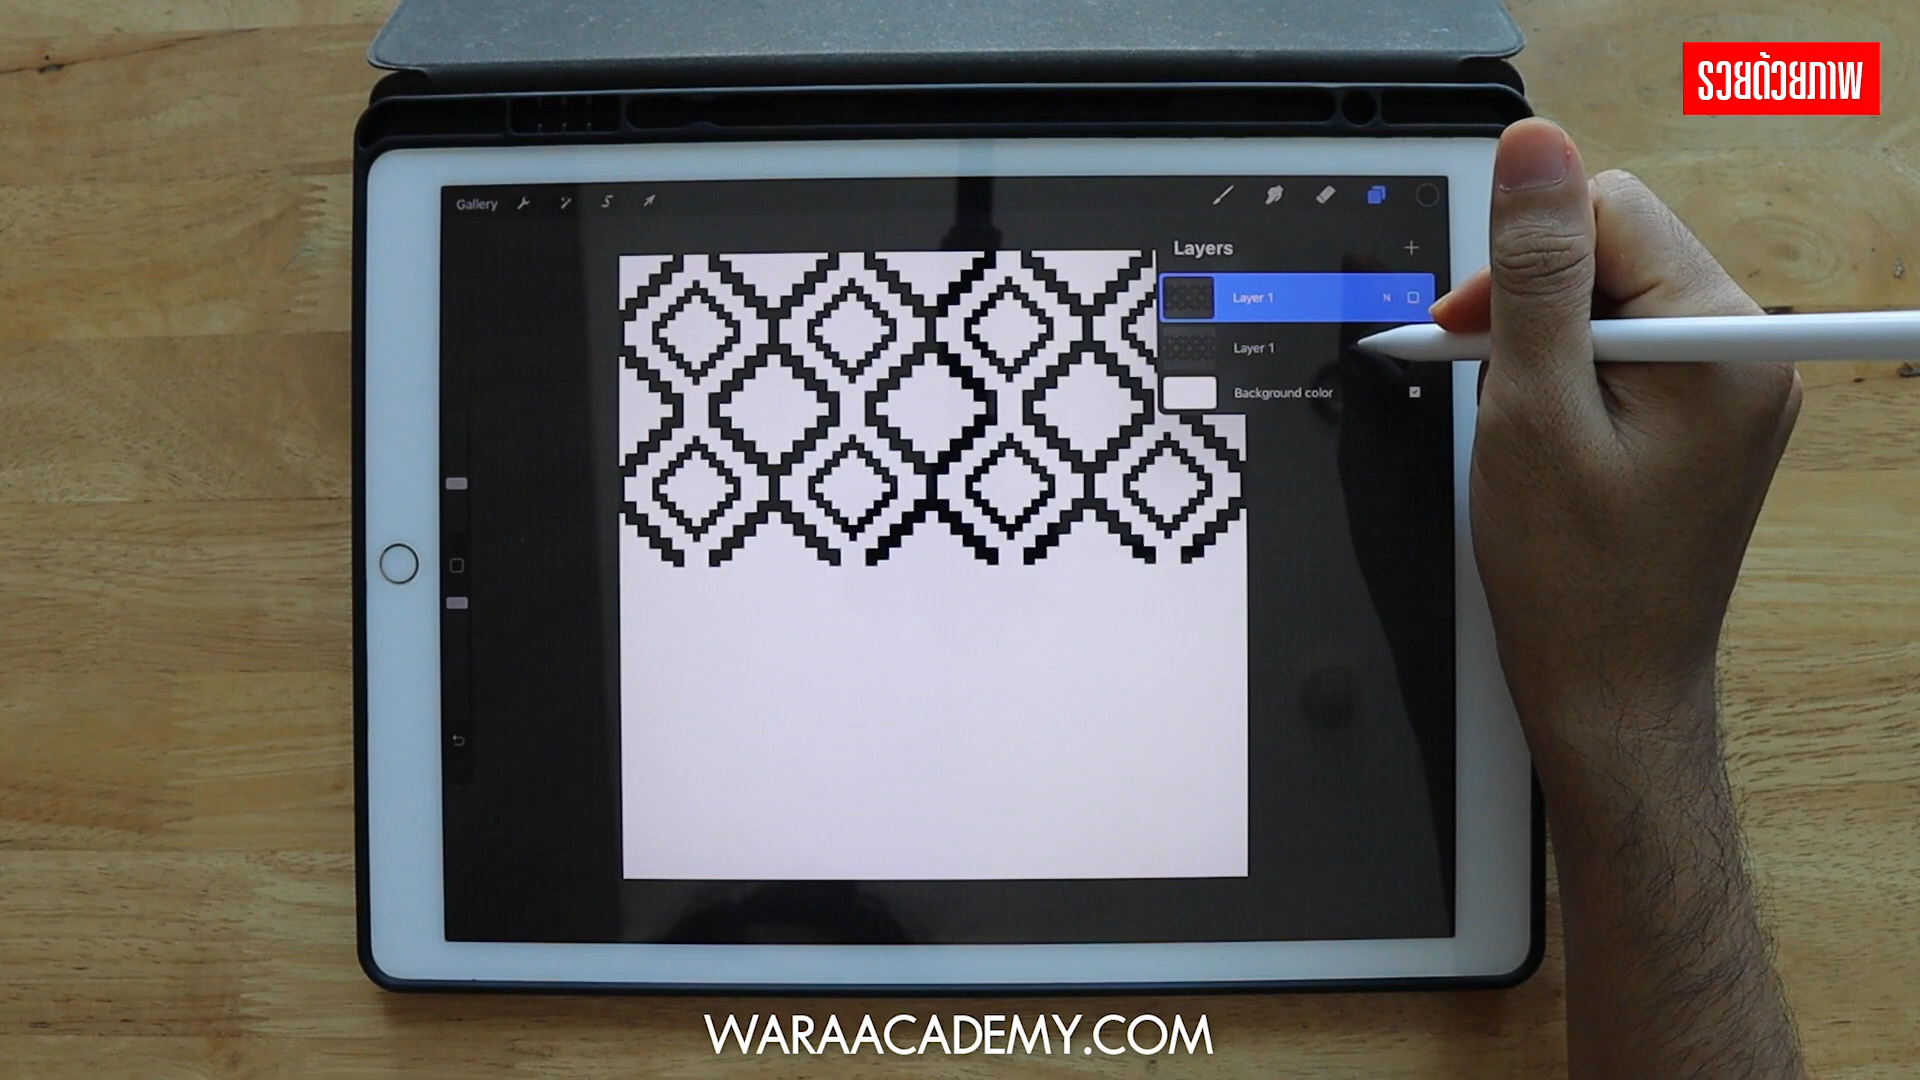 รวยด้วยภาพ
Gallery
Layers
Layer 1 N
Layer 1
Background color
WARAACADEMY.COM